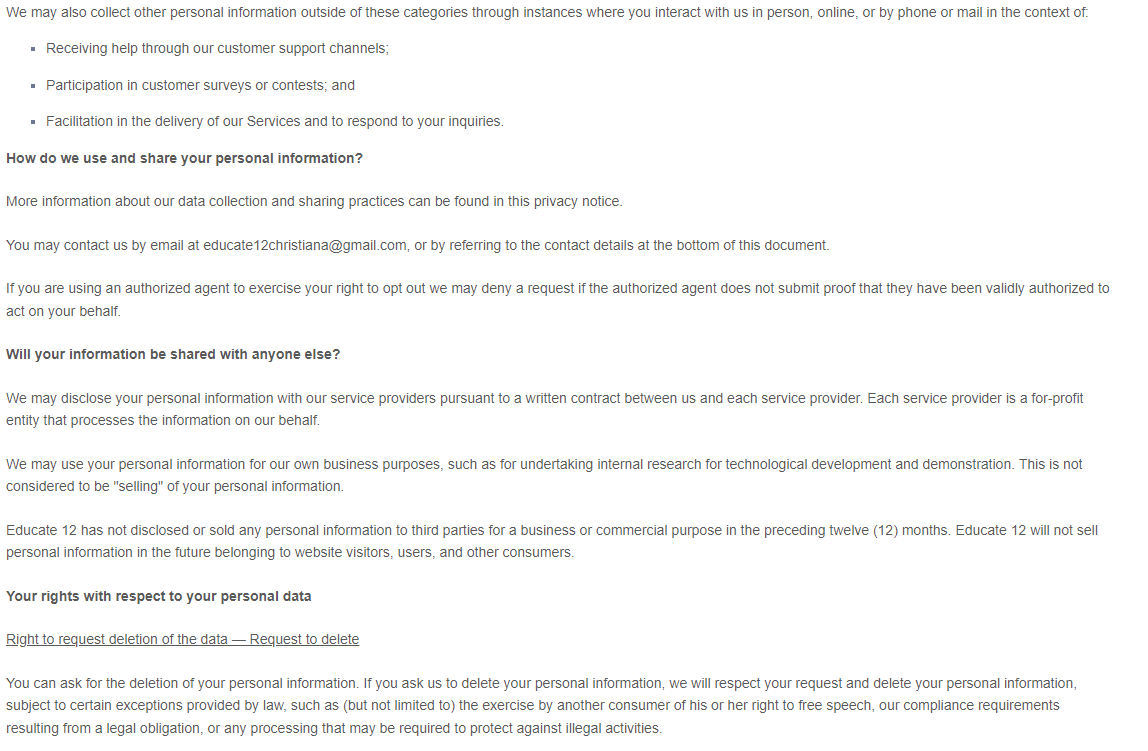 We may also collect other personal information outside of these categories through instances where you interact with us in person, online, or by phone or mail in the context of:
▪ Receiving help through our customer support channels;
▪ Participation in customer surveys or contests; and
▪ Facilitation in the delivery of our Services and to respond to your inquiries.
How do we use and share your personal information?
More information about our data collection and sharing practices can be found in this privacy notice.
You may contact us by email at educate12christiana@gmail.com, or by referring to the contact details at the bottom of this document.
If you are using an authorized agent to exercise your right to opt out we may deny a request if the authorized agent does not submit proof that they have been validly authorized to
act on your behalf.
Will your information be shared with anyone else?
We may disclose your personal information with our service providers pursuant to a written contract between us and each service provider. Each service provider is a for-profit
entity that processes the information on our behalf.
We may use your personal information for our own business purposes, such as for undertaking internal research for technological development and demonstration. This is not
considered to be "selling" of your personal information.
Educate 12 has not disclosed or sold any personal information to third parties for a business or commercial purpose in the preceding twelve (12) months. Educate 12 will not sell
personal information in the future belonging to website visitors, users, and other consumers.
Your rights with respect to your personal data
Right to request deletion of the data — Request to delete
You can ask for the deletion of your personal information. If you ask us to delete your personal information, we will respect your request and delete your personal information,
subject to certain exceptions provided by law, such as (but not limited to) the exercise by another consumer of his or her right to free speech, our compliance requirements
resulting from a legal obligation, or any processing that may be required to protect against illegal activities.